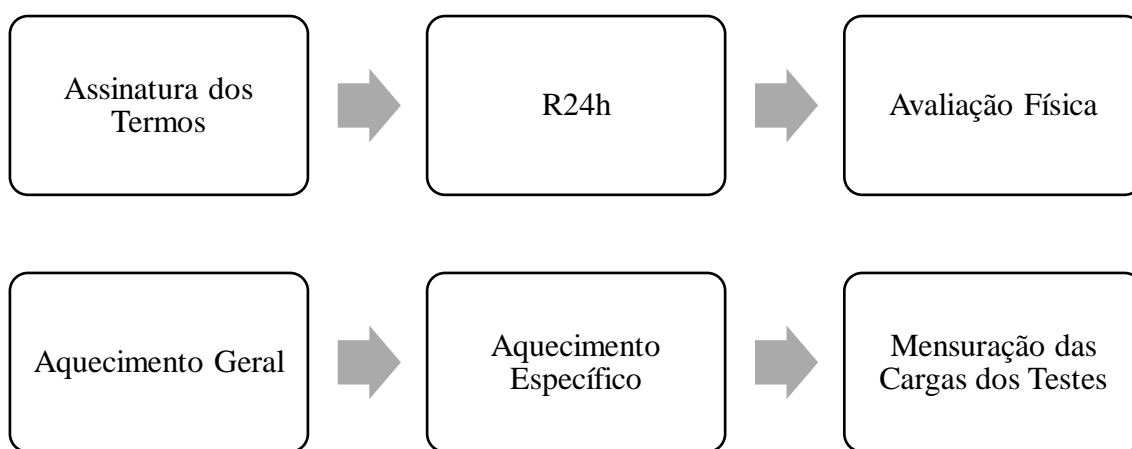 Assinatura dos
Termos
R24h
Avaliação Física
Aquecimento Geral
Aquecimento
Específico
Mensuração das
Cargas dos Testes